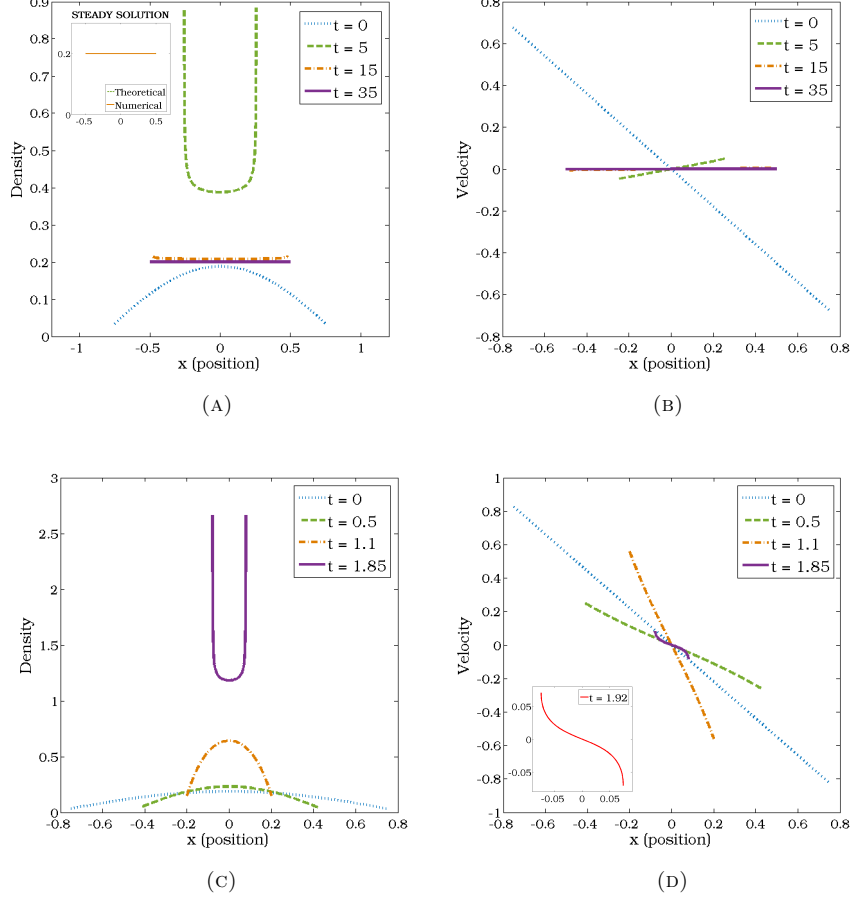 STEADY SOLUTION
0.2
0
-0.5
0
0.5
Theoretical
Numerical
t = 0
t = 5
t = 15
t = 35
0.9
0.8
0.7
0.6
0.5
0.4
0.3
0.2
0.1
0
Density
-1
-0.5
0
0.5
1
x (position)
(A)
t = 0
t = 5
t = 15
t = 35
0.8
0.6
0.4
0.2
0
-0.2
-0.4
-0.6
-0.8
Velocity
-0.8
-0.6
-0.4
-0.2
0
0.2
0.4
0.6
0.8
x (position)
(B)
t = 0
t = 0.5
t = 1.1
t = 1.85
3
2.5
2
1.5
1
0.5
0
Density
-0.8
-0.6
-0.4
-0.2
0
0.2
0.4
0.6
0.8
x (position)
(C)
t = 0
t = 0.5
t = 1.1
t = 1.85
1
0.8
0.6
0.4
0.2
0
-0.2
-0.4
-0.6
-0.8
-1
Velocity
t = 1.92
0.05
0
-0.05
-0.05
0
0.05
-0.8
-0.6
-0.4
-0.2
0
0.2
0.4
0.6
0.8
x (position)
(D)